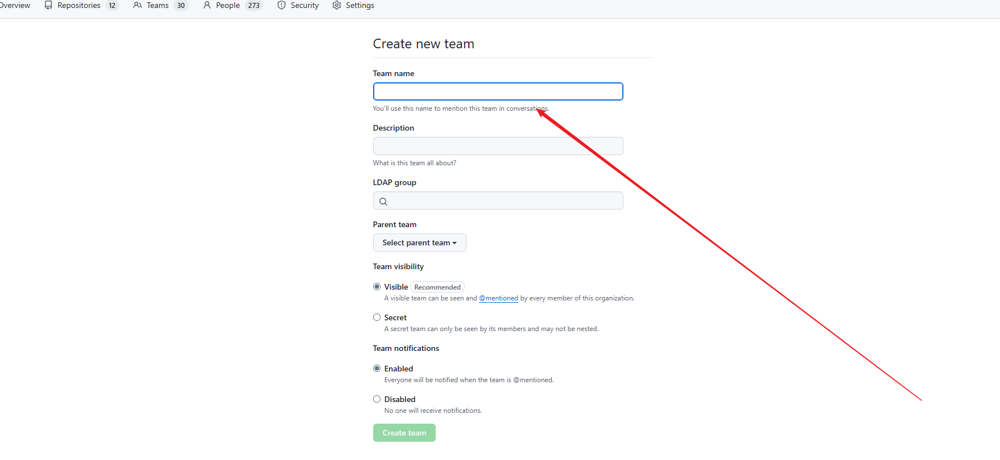 Overview Repositories 12 Teams 30 People 273 Security Settings
Create new team
Team name
You'll use this name to mention this team in conversations.
Description
What is this team all about?
LDAP group
Parent team
Select parent team
Team visibility
Visible Recommended
A visible team can be seen and @mentioned by every member of this organization.
Secret
A secret team can only be seen by its members and may not be nested.
Team notifications
Enabled
Everyone will be notified when the team is @mentioned.
Disabled
No one will receive notifications.
Create team